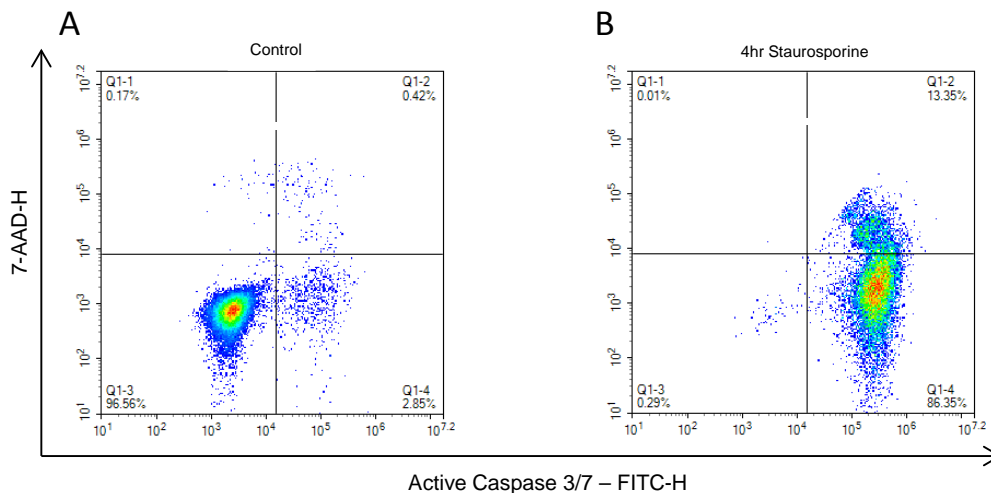 A
B
Control
4hr Staurosporine
Q1-1
0.17%
Q1-2
0.42%
Q1-3
96.56%
Q1-4
2.85%
10^7.2
10^6
10^5
10^4
10^3
10^2
10^1
10^1 10^2 10^3 10^4 10^5 10^6 10^7.2
Q1-1
0.01%
Q1-2
13.35%
Q1-3
0.29%
Q1-4
86.35%
10^7.2
10^6
10^5
10^4
10^3
10^2
10^1
10^1 10^2 10^3 10^4 10^5 10^6 10^7.2
7-AAD-H
Active Caspase 3/7 – FITC-H